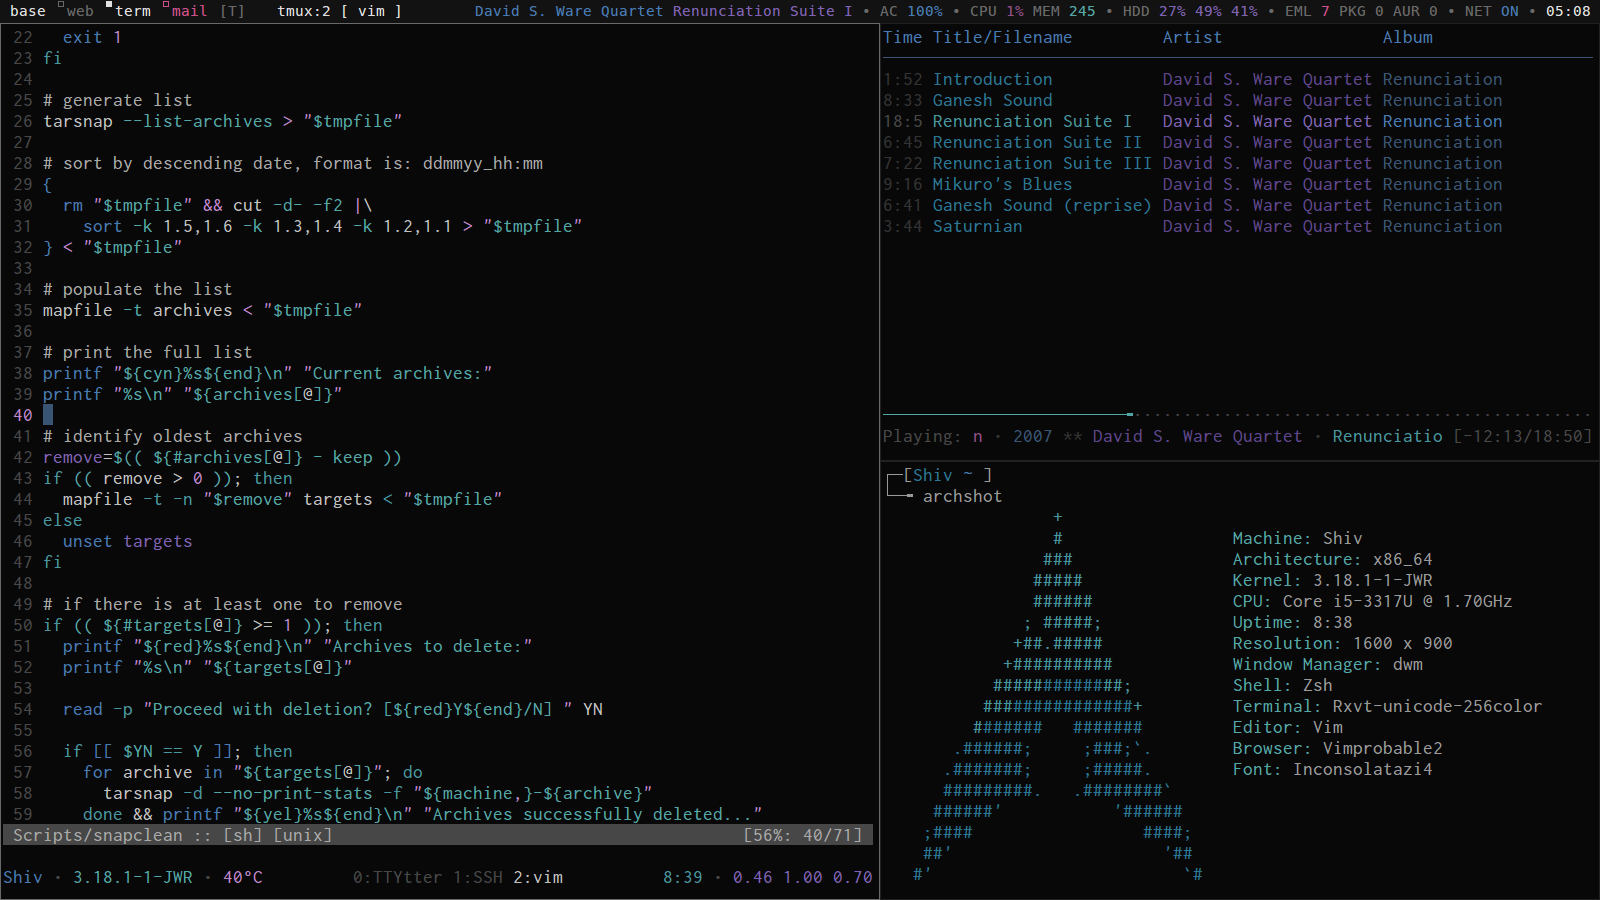 base web term mail [T] tmux:2 [ vim ] David S. Ware Quartet Renunciation Suite I • AC 100% • CPU 1% MEM 245 • HDD 27% 49% 41% • EML 7 PKG 0 AUR 0 • NET ON • 05:08
22   exit 1
23 fi
24
25 # generate list
26 tarsnap --list-archives > "$tmpfile"
27
28 # sort by descending date, format is: ddmmyy_hh:mm
29 {
30   rm "$tmpfile" && cut -d- -f2 |\
31     sort -k 1.5,1.6 -k 1.3,1.4 -k 1.2,1.1 > "$tmpfile"
32 } < "$tmpfile"
33
34 # populate the list
35 mapfile -t archives < "$tmpfile"
36
37 # print the full list
38 printf "${cyn}%s${end}\n" "Current archives:"
39 printf "%s\n" "${archives[@]}"
40
41 # identify oldest archives
42 remove=$(( ${#archives[@]} - keep ))
43 if (( remove > 0 )); then
44   mapfile -t -n "$remove" targets < "$tmpfile"
45 else
46   unset targets
47 fi
48
49 # if there is at least one to remove
50 if (( ${#targets[@]} >= 1 )); then
51   printf "${red}%s${end}\n" "Archives to delete:"
52   printf "%s\n" "${targets[@]}"
53
54   read -p "Proceed with deletion? [${red}Y${end}/N] " YN
55
56   if [[ $YN == Y ]]; then
57     for archive in "${targets[@]}"; do
58       tarsnap -d --no-print-stats -f "${machine,}-${archive}"
59     done && printf "${yel}%s${end}\n" "Archives successfully deleted..."
Scripts/snapclean :: [sh] [unix] [56%: 40/71]
Shiv · 3.18.1-1-JWR · 40°C 0:TTYtter 1:SSH 2:vim 8:39 · 0.46 1.00 0.70
Time Title/Filename Artist Album
1:52 Introduction David S. Ware Quartet Renunciation
8:33 Ganesh Sound David S. Ware Quartet Renunciation
18:5 Renunciation Suite I David S. Ware Quartet Renunciation
6:45 Renunciation Suite II David S. Ware Quartet Renunciation
7:22 Renunciation Suite III David S. Ware Quartet Renunciation
9:16 Mikuro's Blues David S. Ware Quartet Renunciation
6:41 Ganesh Sound (reprise) David S. Ware Quartet Renunciation
3:44 Saturnian David S. Ware Quartet Renunciation
Playing: n · 2007 ** David S. Ware Quartet · Renunciatio [-12:13/18:50]
[Shiv ~ ]
archshot
+
#
###
#####
######
; #####;
+##.#####
+##########
#############;
###############+
####### #######
.######; ;###;`.
.#######; ;#####.
#########. .########`
######' '######
;#### ####;
##' '##
#' `#
Machine: Shiv
Architecture: x86_64
Kernel: 3.18.1-1-JWR
CPU: Core i5-3317U @ 1.70GHz
Uptime: 8:38
Resolution: 1600 x 900
Window Manager: dwm
Shell: Zsh
Terminal: Rxvt-unicode-256color
Editor: Vim
Browser: Vimprobable2
Font: Inconsolatazi4